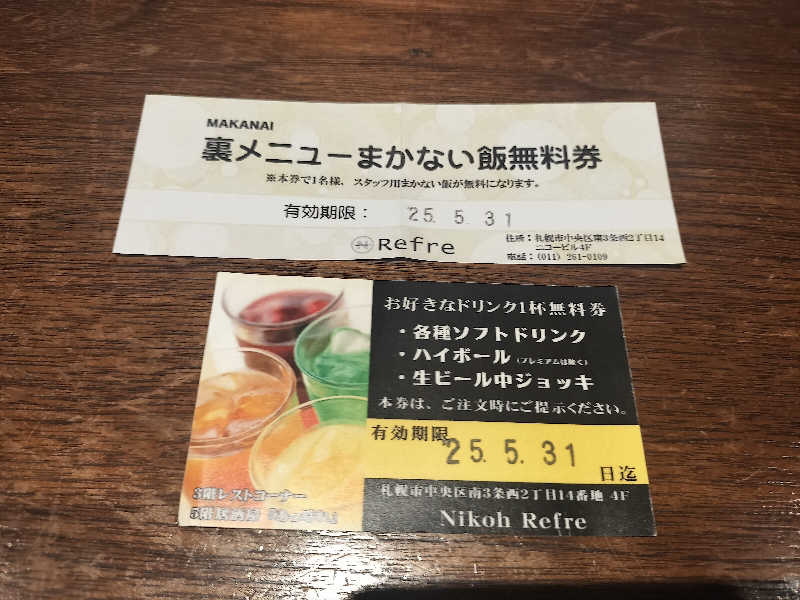 MAKANAI
裏メニューまかない飯無料券
※本券で1名様、スタッフ用まかない飯が無料になります。
有効期限： '25. 5. 31
Refre
住所：札幌市中央区南3条西2丁目14
ニコービル4F
電話：(011) 261-0109
お好きなドリンク1杯無料券
・各種ソフトドリンク
・ハイボール（プレミアムは除く）
・生ビール中ジョッキ
本券は、ご注文時にご提示ください。
有効期限 '25. 5. 31 日迄
3階レストコーナー
5階居酒屋
札幌市中央区南3条西2丁目14番地 4F
Nikoh Refre